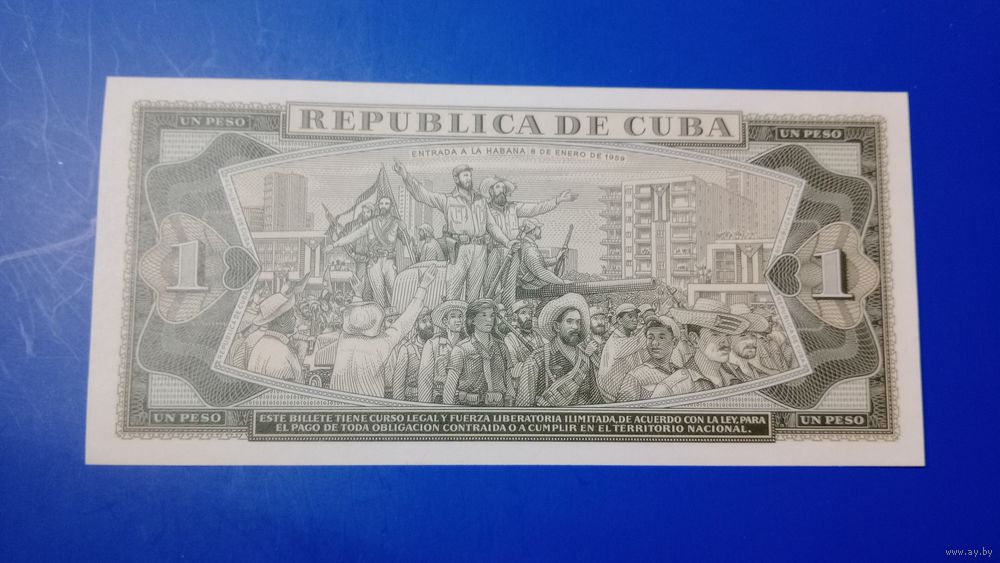 REPUBLICA DE CUBA
UN PESO
UN PESO
ENTRADA A LA HABANA 8 DE ENERO DE 1959
1
1
UN PESO
UN PESO
ESTE BILLETE TIENE CURSO LEGAL Y FUERZA LIBERATORIA ILIMITADA, DE ACUERDO CON LA LEY, PARA
EL PAGO DE TODA OBLIGACION CONTRAIDA O A CUMPLIR EN EL TERRITORIO NACIONAL.
www.ay.by